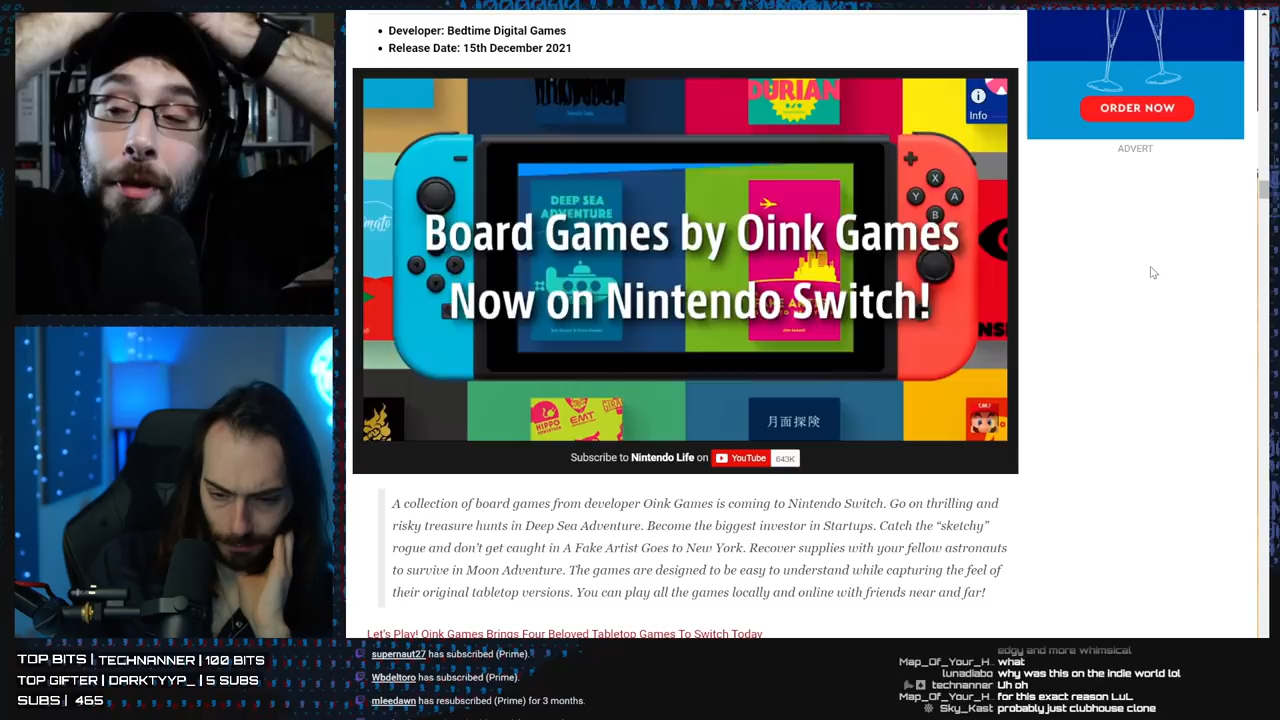 Developer: Bedtime Digital Games
Release Date: 15th December 2021
DURIAN
Info
ORDER NOW
ADVERT
X
Y
A
B
DEEP SEA
ADVENTURE
Board Games by Oink Games
Now on Nintendo Switch!
HIPPO
EMT
月面探険
Subscribe to Nintendo Life on YouTube 643K
A collection of board games from developer Oink Games is coming to Nintendo Switch. Go on thrilling and
risky treasure hunts in Deep Sea Adventure. Become the biggest investor in Startups. Catch the “sketchy”
rogue and don’t get caught in A Fake Artist Goes to New York. Recover supplies with your fellow astronauts
to survive in Moon Adventure. The games are designed to be easy to understand while capturing the feel of
their original tabletop versions. You can play all the games locally and online with friends near and far!
Let's Play! Oink Games Brings Four Beloved Tabletop Games To Switch Today
TOP BITS | TECHNANNER | 100 BITS
TOP GIFTER | DARKTYYP_ | 5 SUBS
SUBS | 465
supernaut27 has subscribed (Prime).
Wbdeltoro has subscribed (Prime).
mleedawn has resubscribed (Prime) for 3 months.
edgy and more whimsical
Map_Of_Your_H.. what
lunadiabo why was this on the indie world lol
technanner Uh oh
Map_Of_Your_H.. for this exact reason LuL
Sky_Kast probably just clubhouse clone